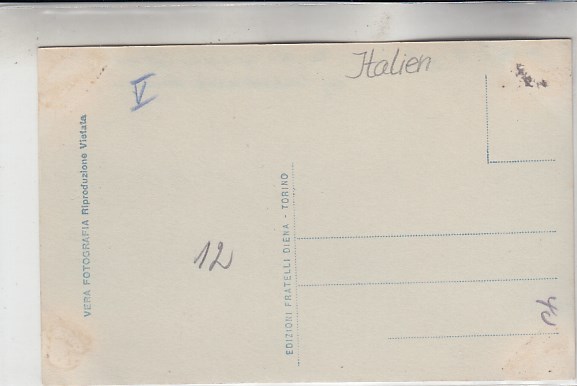 Italien
V
VERA FOTOGRAFIA Riproduzione Vietata
12
EDIZIONI FRATELLI DIENA - TORINO